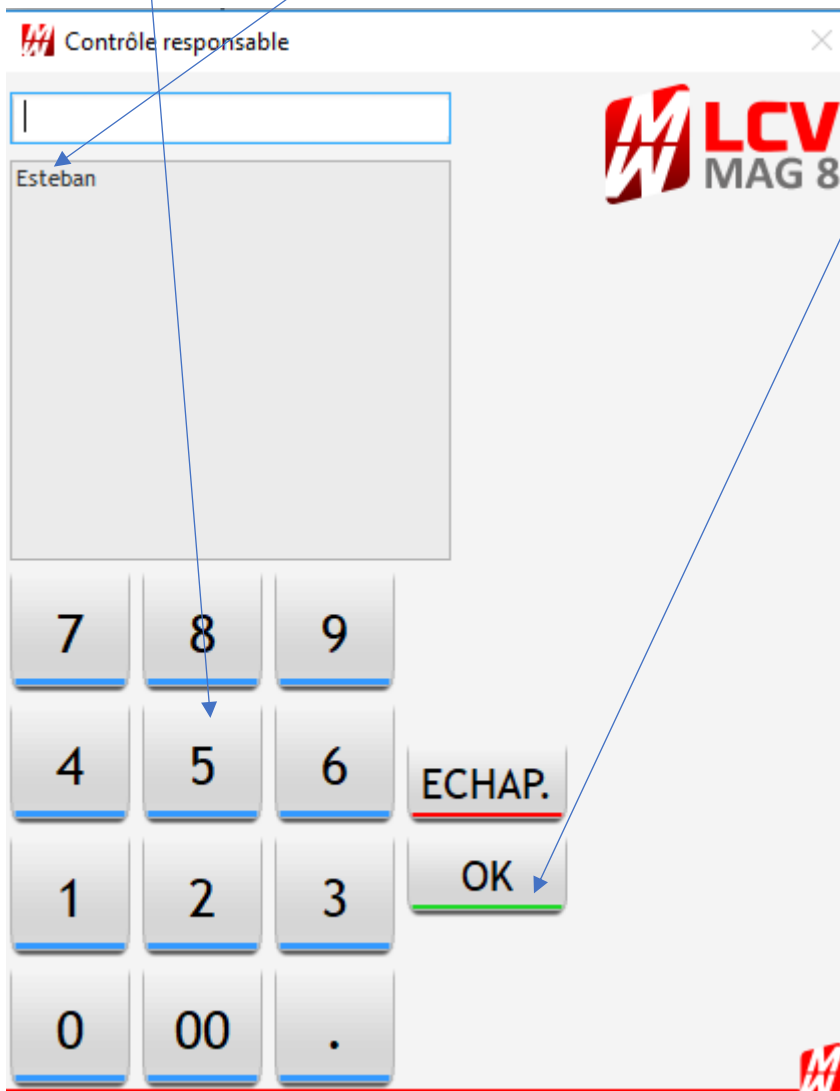 Contrôle responsable
LCV
MAG 8
Esteban
7 8 9
4 5 6 ECHAP.
1 2 3 OK
0 00 .